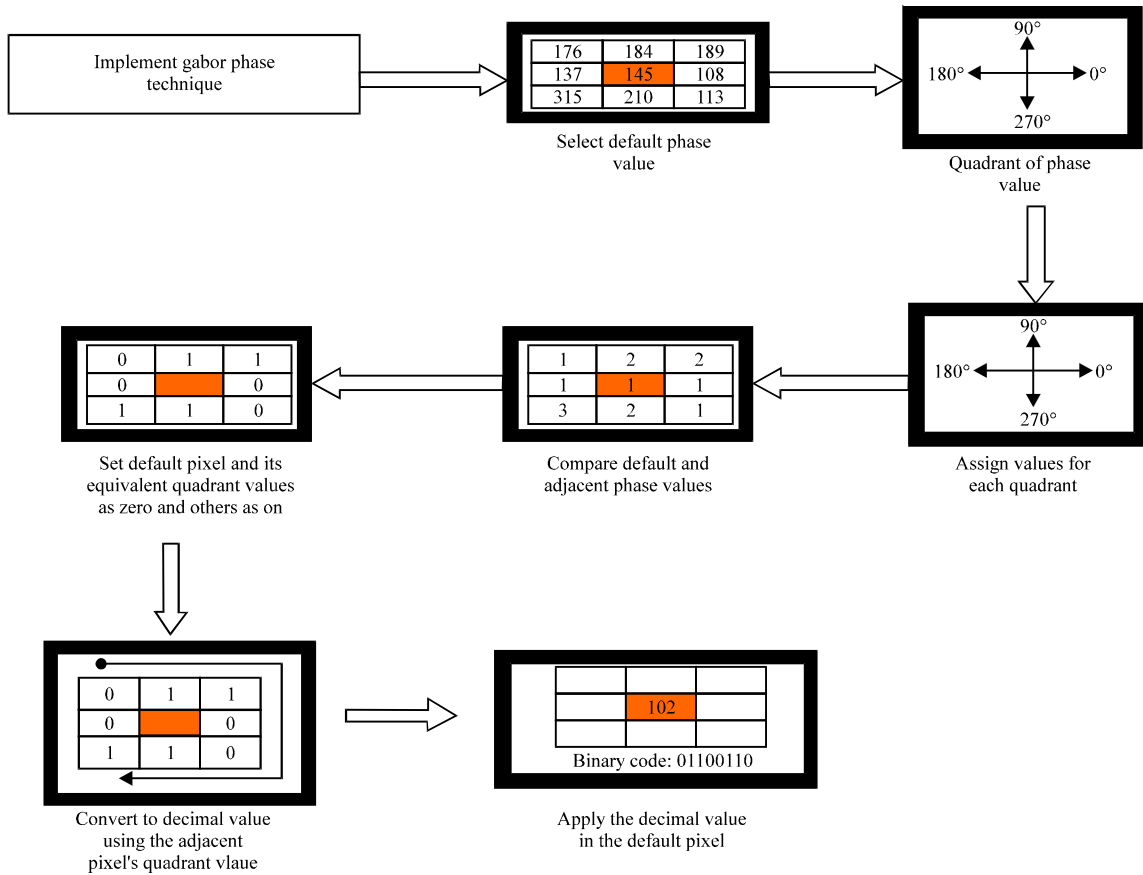 Implement gabor phase
technique
176 184 189
137 145 108
315 210 113
Select default phase
value
90°
180° 0°
270°
Quadrant of phase
value
90°
180° 0°
270°
Assign values for
each quadrant
1 2 2
1 1 1
3 2 1
Compare default and
adjacent phase values
0 1 1
0 0
1 1 0
Set default pixel and its
equivalent quadrant values
as zero and others as on
0 1 1
0 0
1 1 0
Convert to decimal value
using the adjacent
pixel's quadrant vlaue
102
Binary code: 01100110
Apply the decimal value
in the default pixel